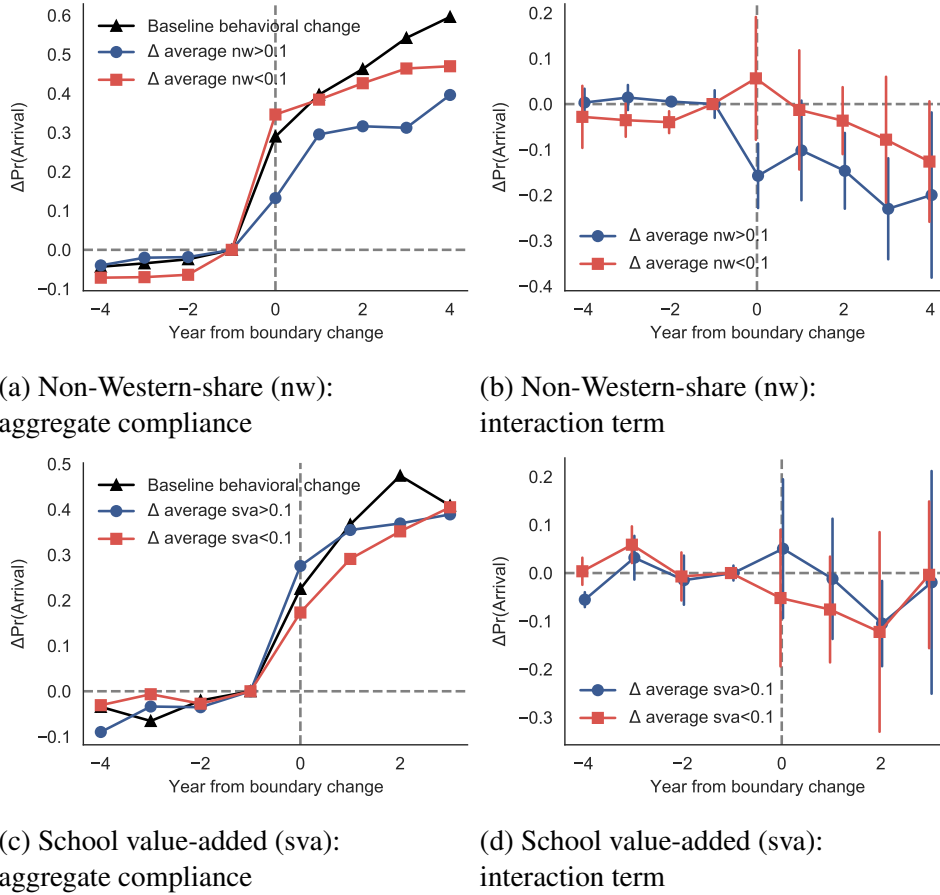 0.6
0.5
0.4
0.3
0.2
0.1
0.0
−0.1
ΔPr(Arrival)
Baseline behavioral change
Δ average nw>0.1
Δ average nw<0.1
−4
−2
0
2
4
Year from boundary change
0.2
0.1
0.0
−0.1
−0.2
−0.3
−0.4
ΔPr(Arrival)
Δ average nw>0.1
Δ average nw<0.1
−4
−2
0
2
4
Year from boundary change
(a) Non-Western-share (nw):
aggregate compliance
(b) Non-Western-share (nw):
interaction term
0.5
0.4
0.3
0.2
0.1
0.0
−0.1
ΔPr(Arrival)
Baseline behavioral change
Δ average sva>0.1
Δ average sva<0.1
−4
−2
0
2
Year from boundary change
0.2
0.1
0.0
−0.1
−0.2
−0.3
ΔPr(Arrival)
Δ average sva>0.1
Δ average sva<0.1
−4
−2
0
2
Year from boundary change
(c) School value-added (sva):
aggregate compliance
(d) School value-added (sva):
interaction term